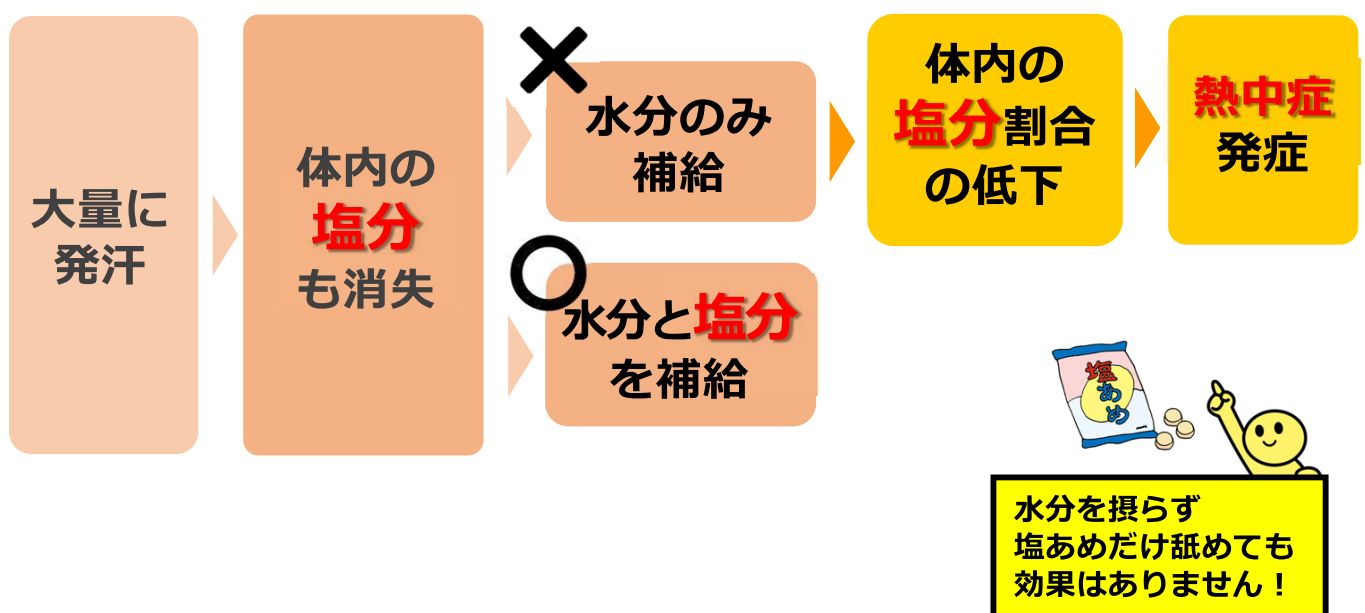 大量に
発汗
体内の
塩分
も消失
水分のみ
補給
体内の
塩分割合
の低下
熱中症
発症
水分と塩分
を補給
塩あめ
水分を摂らず
塩あめだけ舐めても
効果はありません！